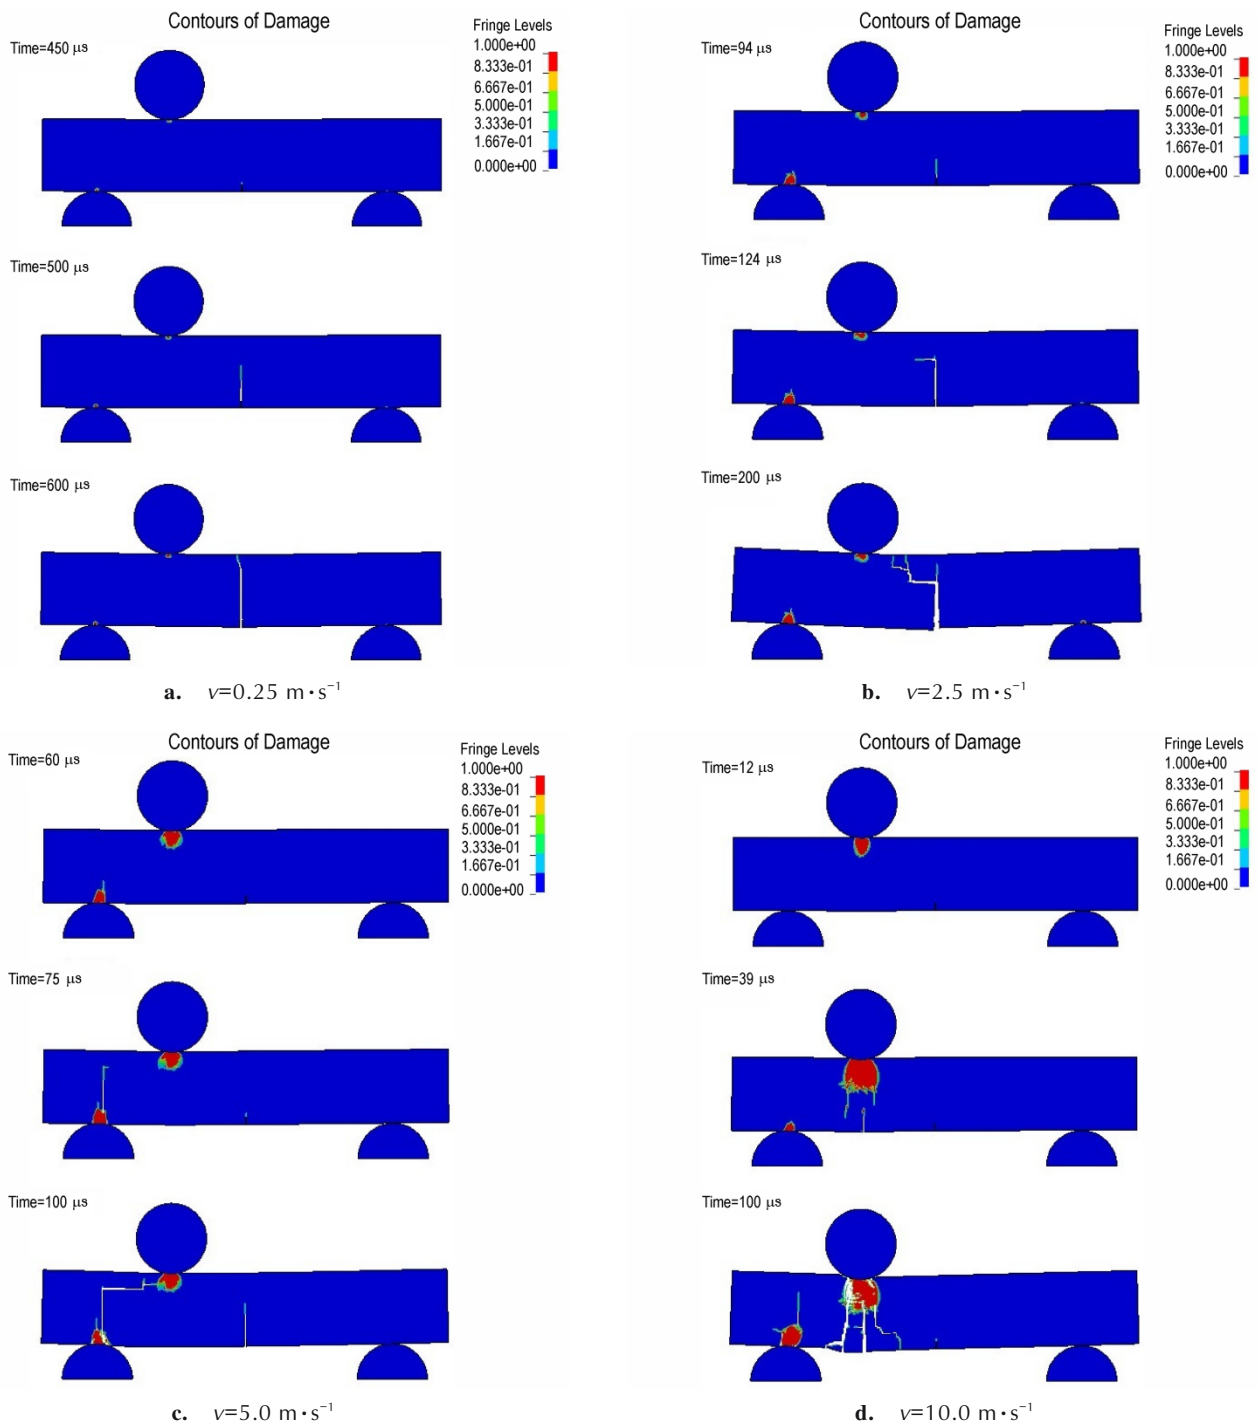 Contours of Damage
Time=450 μs
Fringe Levels
1.000e+00
8.333e-01
6.667e-01
5.000e-01
3.333e-01
1.667e-01
0.000e+00
Time=500 μs
Time=600 μs
a. v=0.25 m·s⁻¹
Contours of Damage
Time=94 μs
Fringe Levels
1.000e+00
8.333e-01
6.667e-01
5.000e-01
3.333e-01
1.667e-01
0.000e+00
Time=124 μs
Time=200 μs
b. v=2.5 m·s⁻¹
Contours of Damage
Time=60 μs
Fringe Levels
1.000e+00
8.333e-01
6.667e-01
5.000e-01
3.333e-01
1.667e-01
0.000e+00
Time=75 μs
Time=100 μs
c. v=5.0 m·s⁻¹
Contours of Damage
Time=12 μs
Fringe Levels
1.000e+00
8.333e-01
6.667e-01
5.000e-01
3.333e-01
1.667e-01
0.000e+00
Time=39 μs
Time=100 μs
d. v=10.0 m·s⁻¹